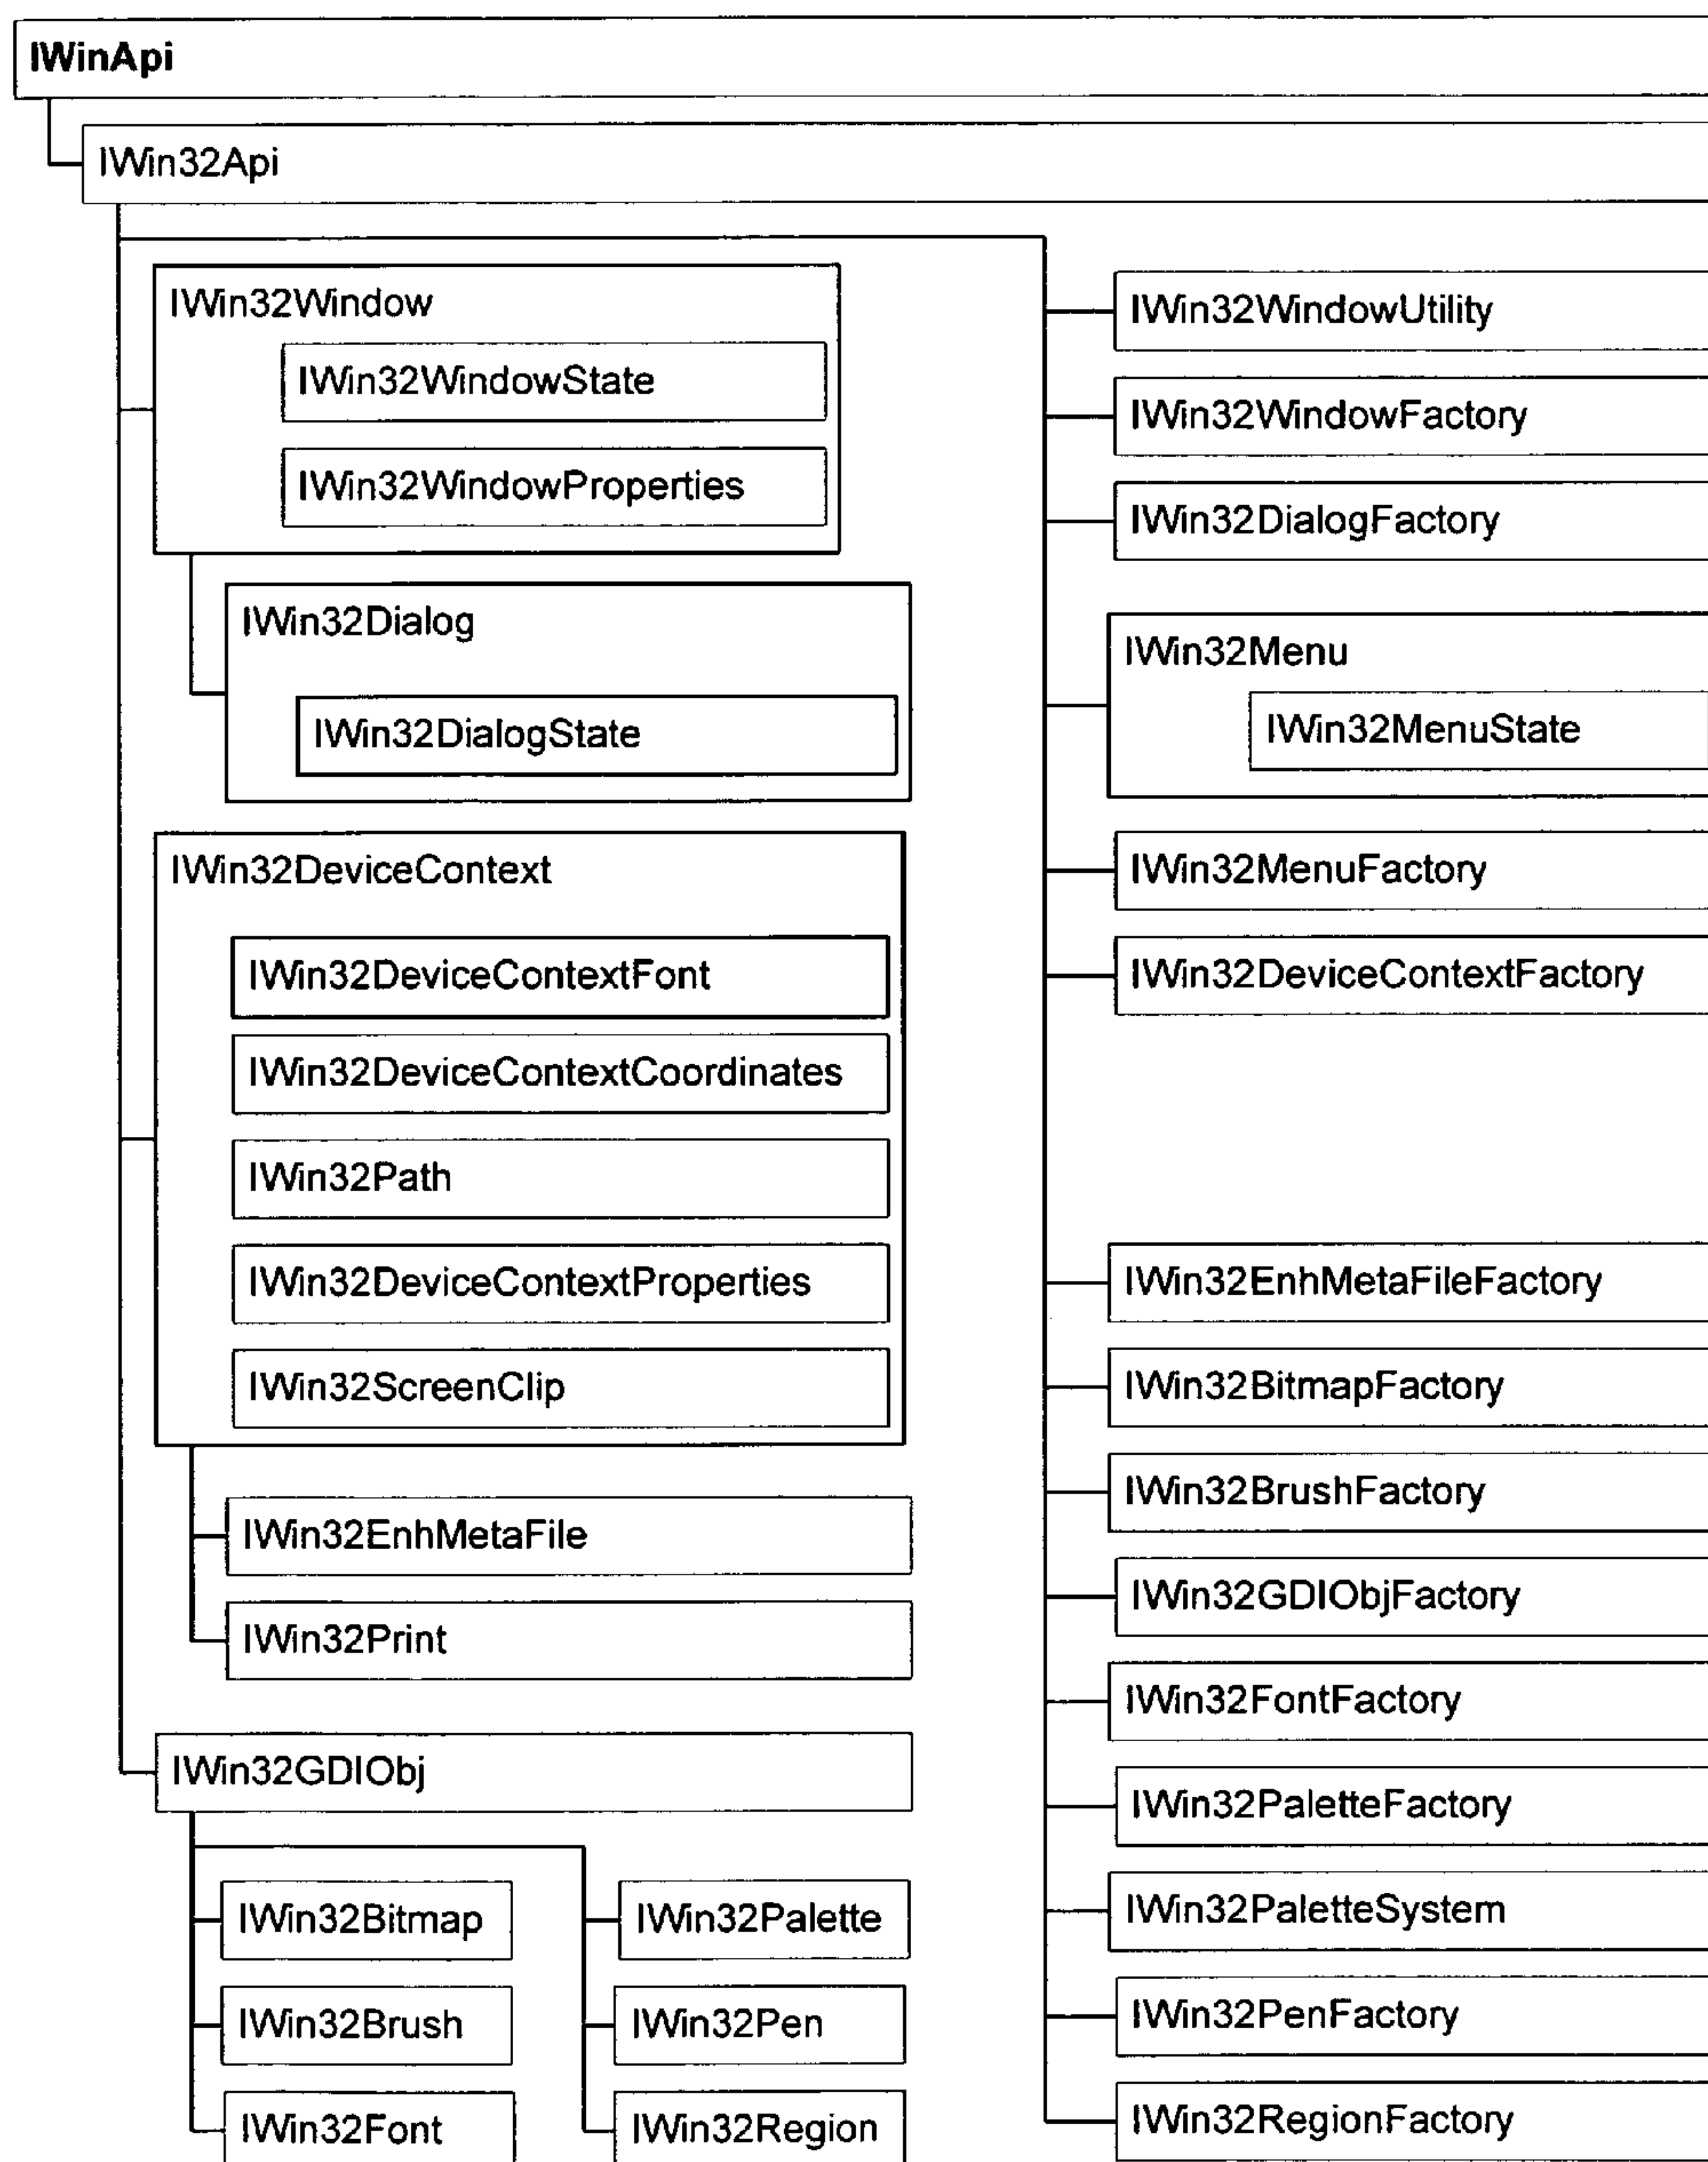 IWinApi
IWin32Api
IWin32Window
IWin32WindowState
IWin32WindowProperties
IWin32Dialog
IWin32DialogState
IWin32DeviceContext
IWin32DeviceContextFont
IWin32DeviceContextCoordinates
IWin32Path
IWin32DeviceContextProperties
IWin32ScreenClip
IWin32EnhMetaFile
IWin32Print
IWin32GDIObj
IWin32Bitmap
IWin32Brush
IWin32Font
IWin32Palette
IWin32Pen
IWin32Region
IWin32WindowUtility
IWin32WindowFactory
IWin32DialogFactory
IWin32Menu
IWin32MenuState
IWin32MenuFactory
IWin32DeviceContextFactory
IWin32EnhMetaFileFactory
IWin32BitmapFactory
IWin32BrushFactory
IWin32GDIObjFactory
IWin32FontFactory
IWin32PaletteFactory
IWin32PaletteSystem
IWin32PenFactory
IWin32RegionFactory